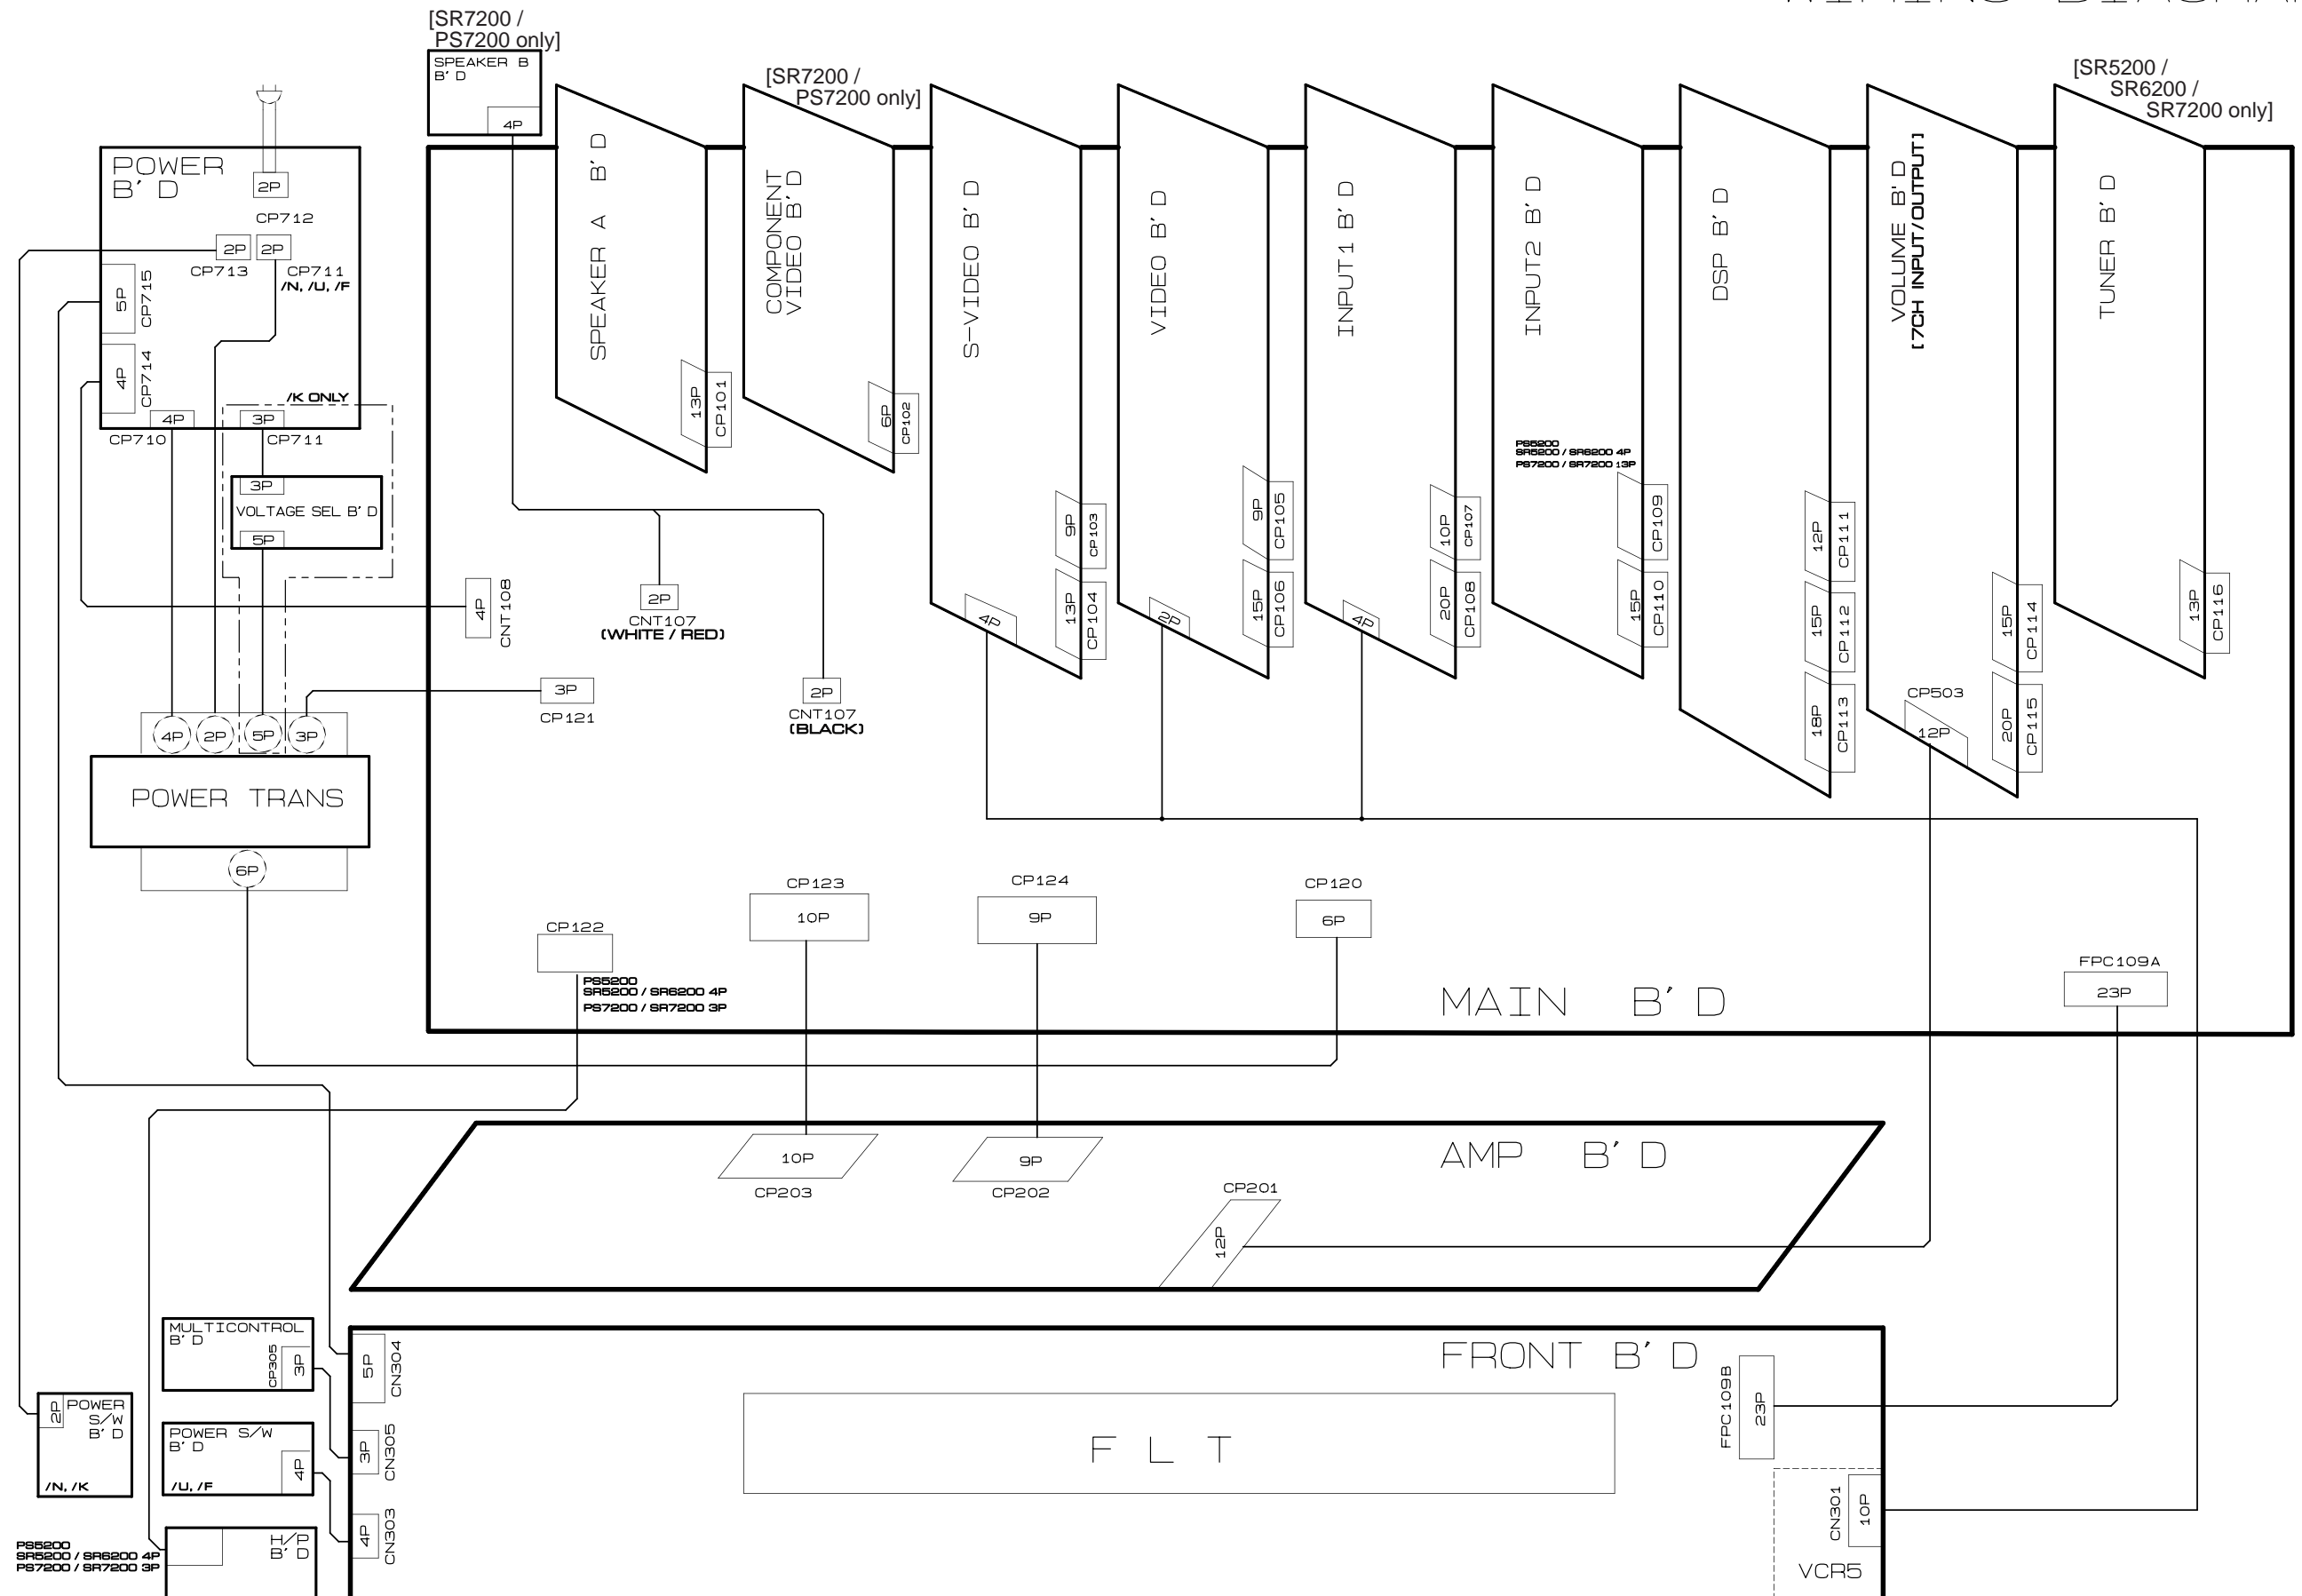 [SR7200 /
PS7200 only]
SPEAKER B
B' D
4P
[SR7200 /
PS7200 only]
[SR5200 /
SR6200 /
SR7200 only]
POWER
B' D
2P
CP712
2P
2P
CP713
CP711
/N, /U, /F
5P
CP715
4P
CP714
/K ONLY
4P
3P
CP710
CP711
3P
VOLTAGE SEL B' D
5P
4P
2P
5P
3P
POWER TRANS
6P
SPEAKER A B' D
13P
CP101
COMPONENT
VIDEO B' D
6P
CP102
S-VIDEO B' D
9P
CP103
13P
CP104
4P
VIDEO B' D
9P
CP105
15P
CP106
2P
INPUT1 B' D
10P
CP107
20P
CP108
4P
INPUT2 B' D
PS5200
SR5200 / SR6200 4P
PS7200 / SR7200 13P
CP109
15P
CP110
DSP B' D
12P
CP111
15P
CP112
18P
CP113
VOLUME B' D
[7CH INPUT/OUTPUT]
15P
CP114
20P
CP115
CP503
12P
TUNER B' D
13P
CP116
4P
CNT108
2P
CNT107
(WHITE / RED)
3P
CP121
2P
CNT107
(BLACK)
CP122
PS5200
SR5200 / SR6200 4P
PS7200 / SR7200 3P
CP123
10P
CP124
9P
CP120
6P
FPC109A
23P
MAIN B' D
AMP B' D
10P
CP203
9P
CP202
CP201
12P
MULTICONTROL
B' D
CP305
3P
2P
POWER
S/W
B' D
/N, /K
POWER S/W
B' D
4P
/U, /F
H/P
B' D
PS5200
SR5200 / SR6200 4P
PS7200 / SR7200 3P
5P
CN304
3P
CN305
4P
CN303
FRONT B' D
F L T
FPC109B
23P
CN301
10P
VCR5